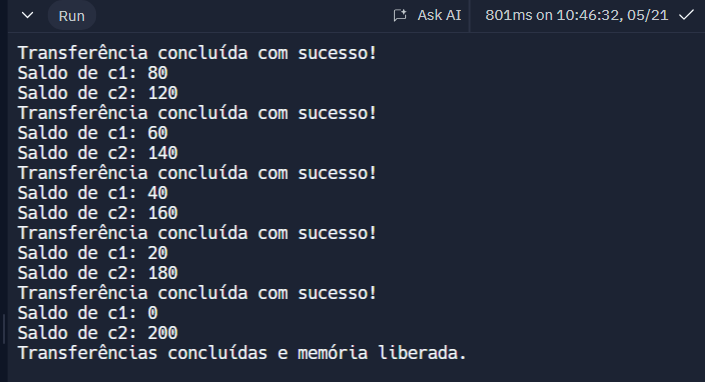 Run Ask AI 801ms on 10:46:32, 05/21
Transferência concluída com sucesso!
Saldo de c1: 80
Saldo de c2: 120
Transferência concluída com sucesso!
Saldo de c1: 60
Saldo de c2: 140
Transferência concluída com sucesso!
Saldo de c1: 40
Saldo de c2: 160
Transferência concluída com sucesso!
Saldo de c1: 20
Saldo de c2: 180
Transferência concluída com sucesso!
Saldo de c1: 0
Saldo de c2: 200
Transferências concluídas e memória liberada.